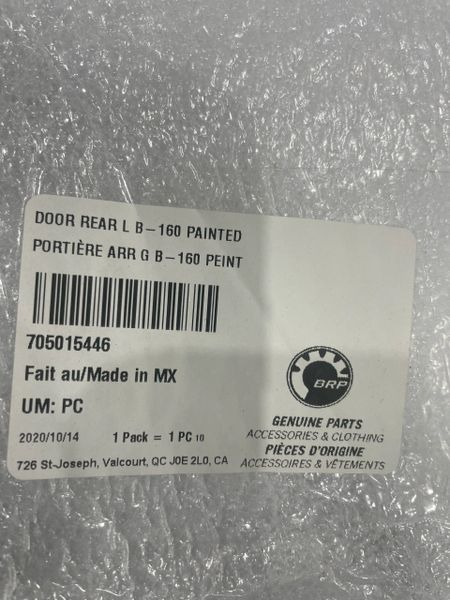 DOOR REAR L B-160 PAINTED
PORTIÈRE ARR G B-160 PEINT
705015446
Fait au/Made in MX
UM: PC
2020/10/14 1 Pack = 1 PC 10
726 St-Joseph, Valcourt, QC J0E 2L0, CA
BRP
GENUINE PARTS
ACCESSORIES & CLOTHING
PIÈCES D'ORIGINE
ACCESSOIRES & VÊTEMENTS